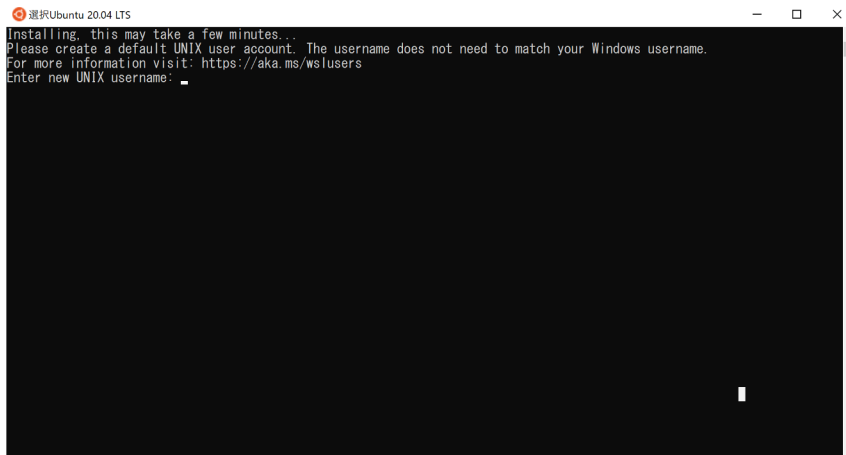 選択Ubuntu 20.04 LTS
Installing, this may take a few minutes...
Please create a default UNIX user account. The username does not need to match your Windows username.
For more information visit: https://aka.ms/wslusers
Enter new UNIX username: